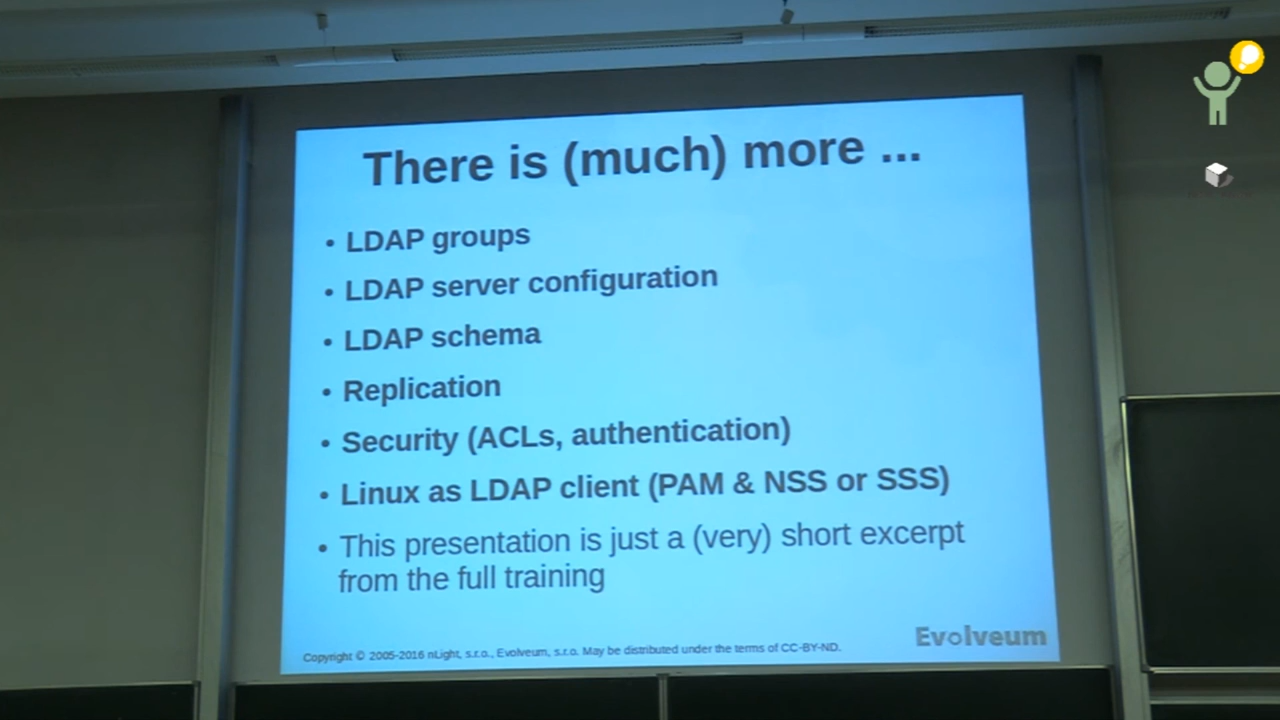 There is (much) more ...
• LDAP groups
• LDAP server configuration
• LDAP schema
• Replication
• Security (ACLs, authentication)
• Linux as LDAP client (PAM & NSS or SSS)
• This presentation is just a (very) short excerpt
from the full training
Copyright © 2005-2016 nLight, s.r.o., Evolveum, s.r.o. May be distributed under the terms of CC-BY-ND.
Evolveum